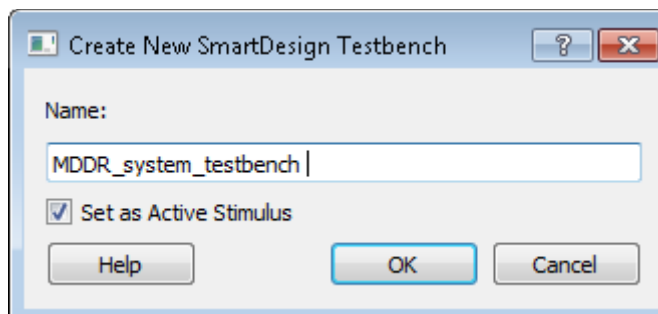 Create New SmartDesign Testbench
Name:
MDDR_system_testbench
Set as Active Stimulus
Help OK Cancel